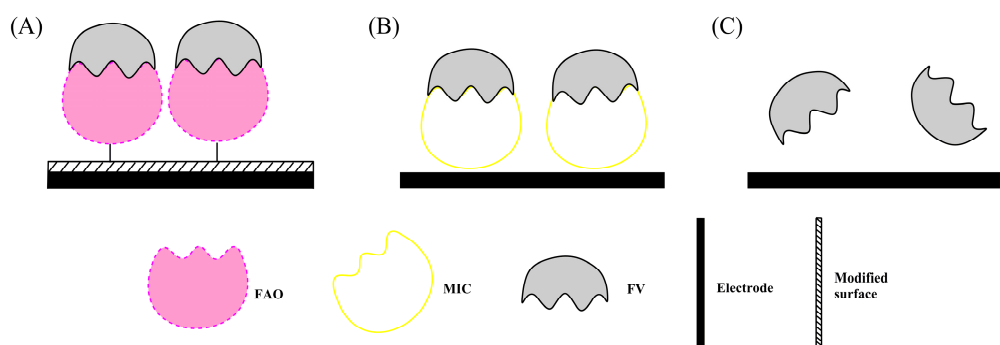 (A)
(B)
(C)
FAO
MIC
FV
Electrode
Modified
surface